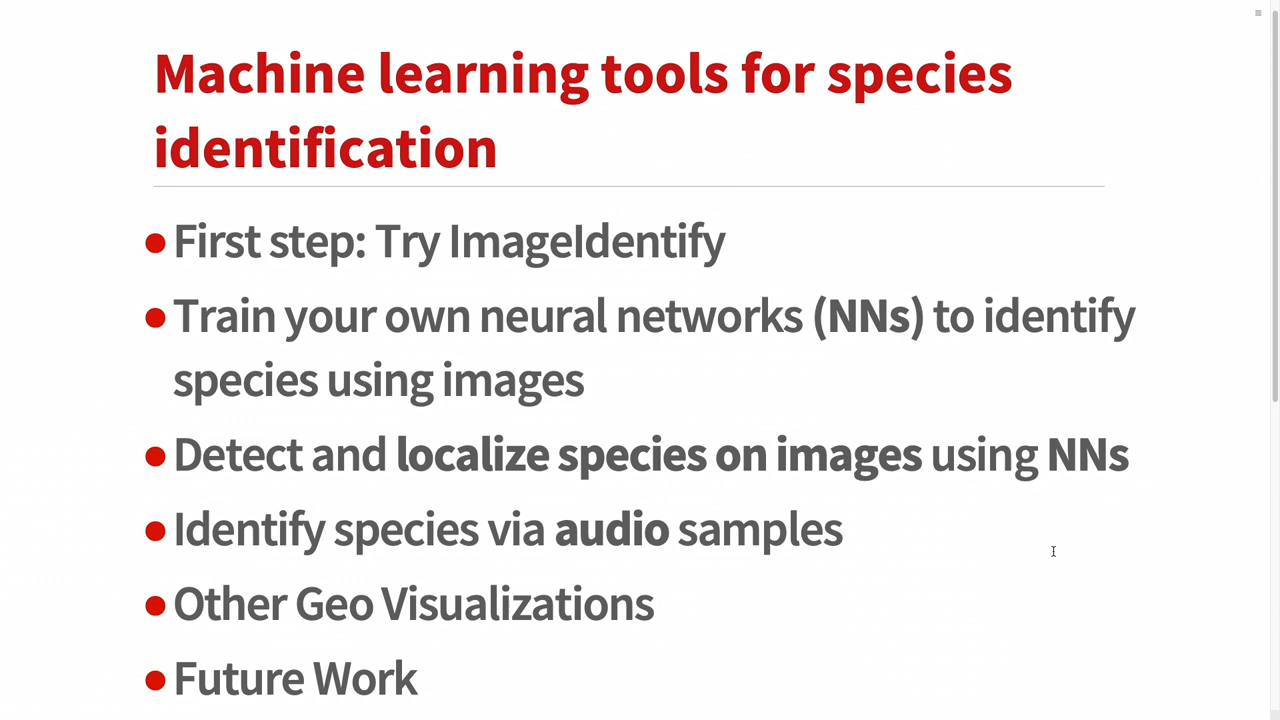 Machine learning tools for species
identification
● First step: Try ImageIdentify
● Train your own neural networks (NNs) to identify
species using images
● Detect and localize species on images using NNs
● Identify species via audio samples
● Other Geo Visualizations
● Future Work